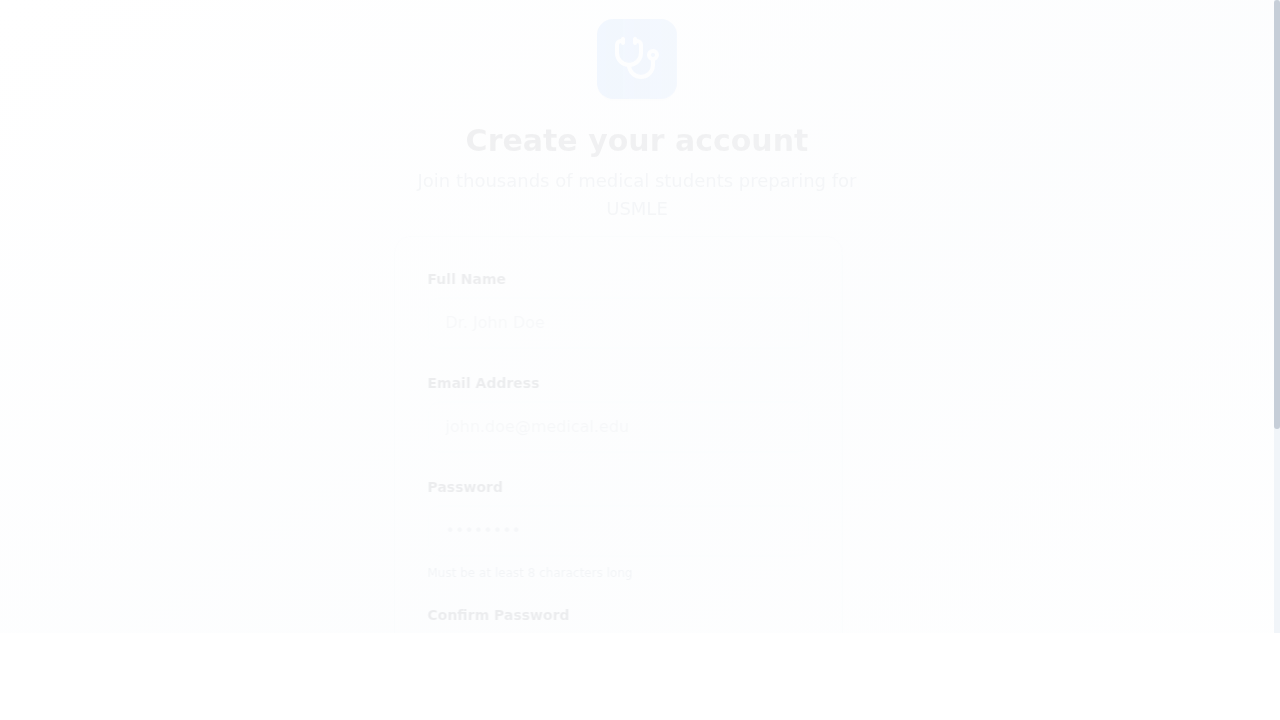 Create your account
Join thousands of medical students preparing for
USMLE
Full Name
Dr. John Doe
Email Address
john.doe@medical.edu
Password
••••••••
Must be at least 8 characters long
Confirm Password